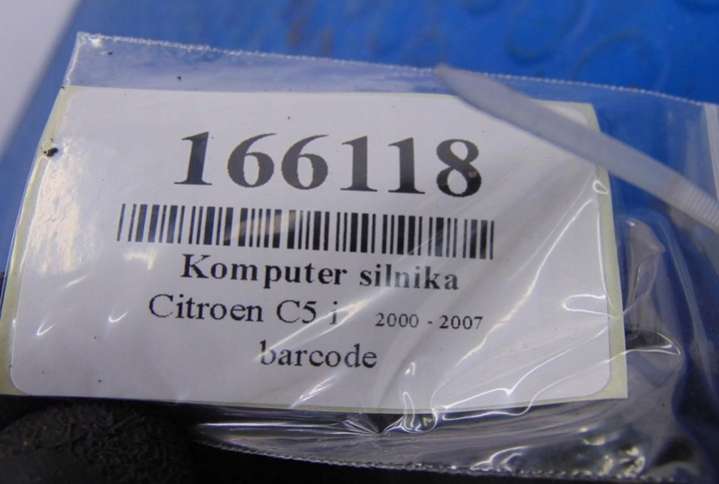 166118
Komputer silnika
Citroen C5 i 2000 - 2007
barcode